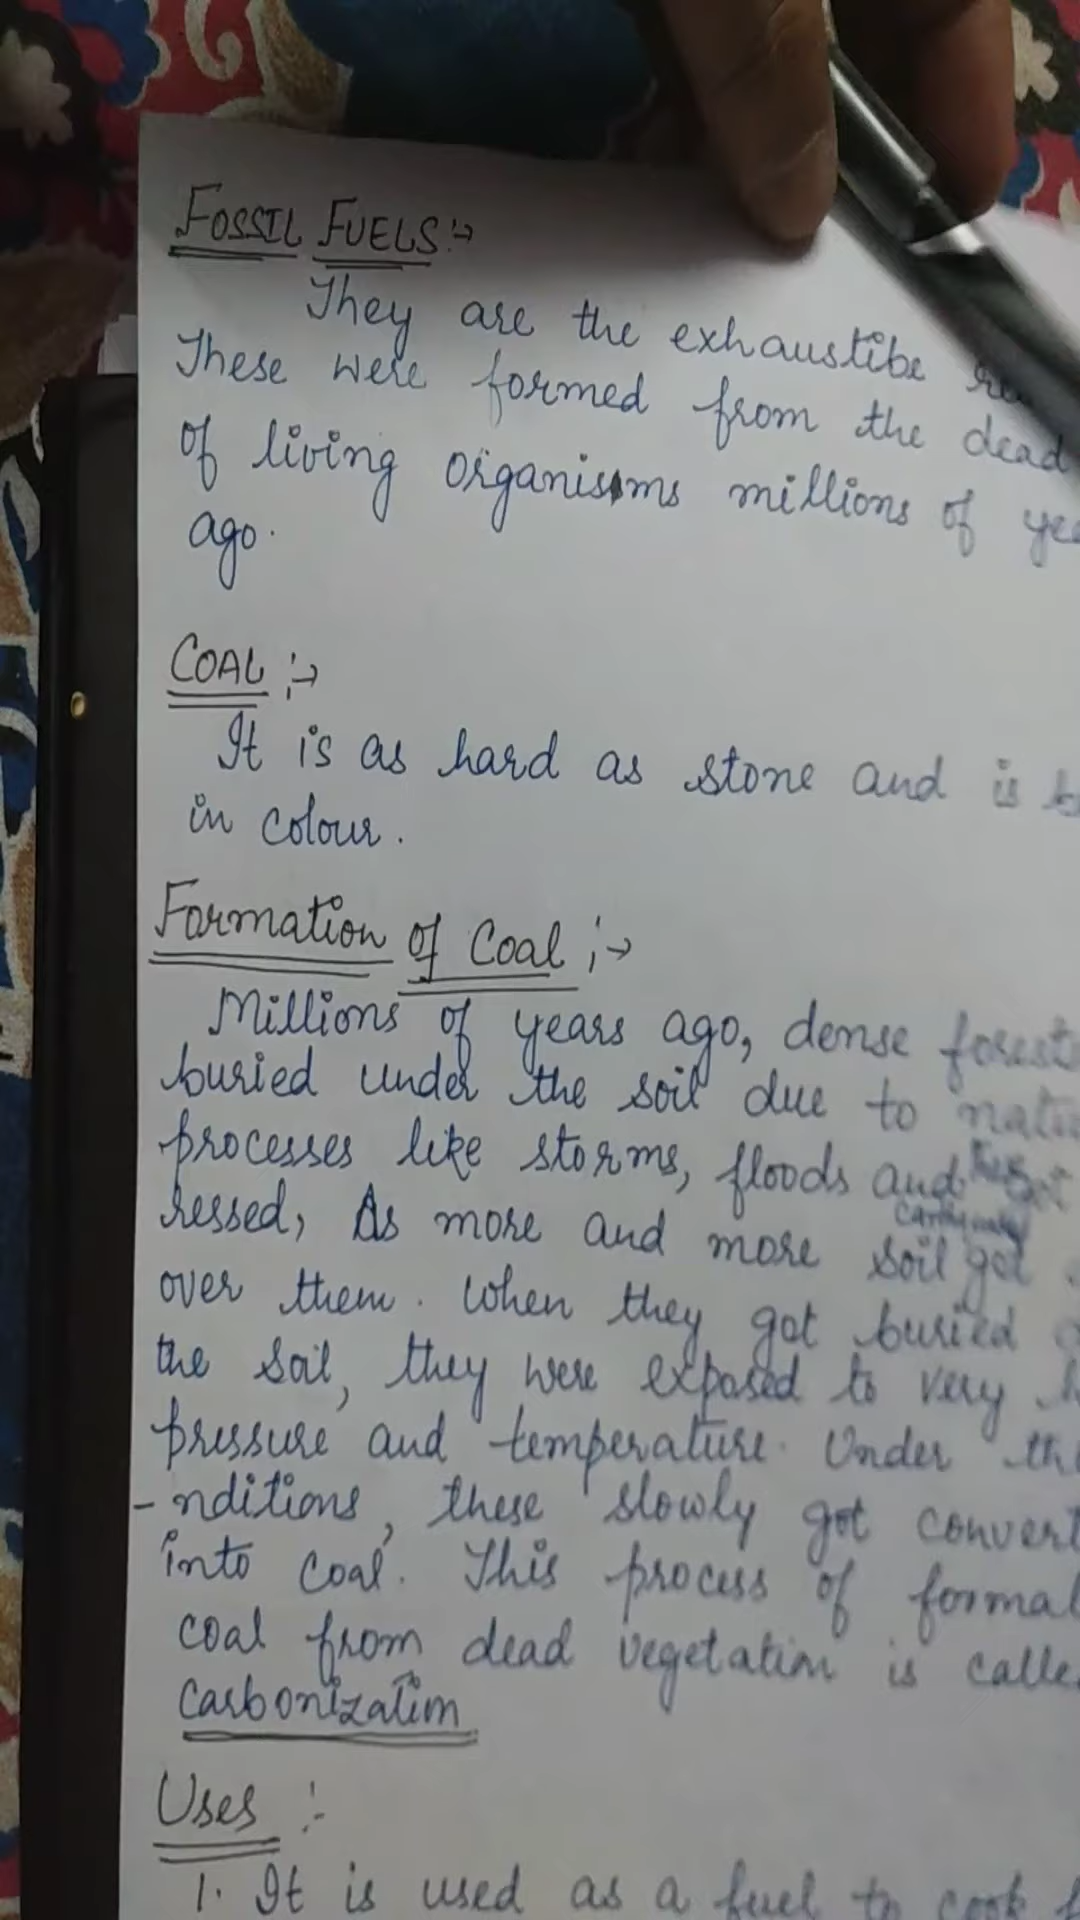 FOSSIL FUELS :→
They are the exhaustibe
These were formed from the dead
of living organisms millions of
ago.
COAL :→
It is as hard as stone and is
in colour.
Formation of Coal :→
Millions of years ago, dense forest
buried under the soil due to
processes like storms, floods and got
ressed, As more and more soil got
over them. When they got buried
the soil, they were exposed to very
pressure and temperature. Under
- nditions, these slowly got convert
into coal. This process of
coal from dead vegetation is
Carbonization
Uses :-
1. It is used as a fuel to cook